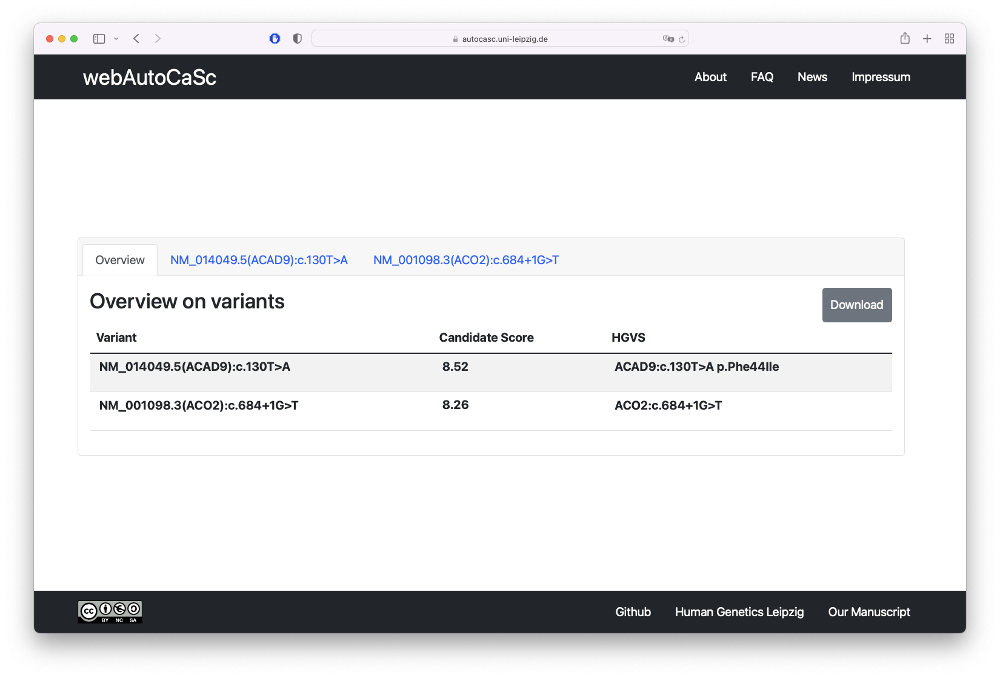 autocasc.uni-leipzig.de
webAutoCaSc
About FAQ News Impressum
Overview NM_014049.5(ACAD9):c.130T>A NM_001098.3(ACO2):c.684+1G>T
Overview on variants
Download
Variant Candidate Score HGVS
NM_014049.5(ACAD9):c.130T>A 8.52 ACAD9:c.130T>A p.Phe44Ile
NM_001098.3(ACO2):c.684+1G>T 8.26 ACO2:c.684+1G>T
cc BY NC SA
Github Human Genetics Leipzig Our Manuscript